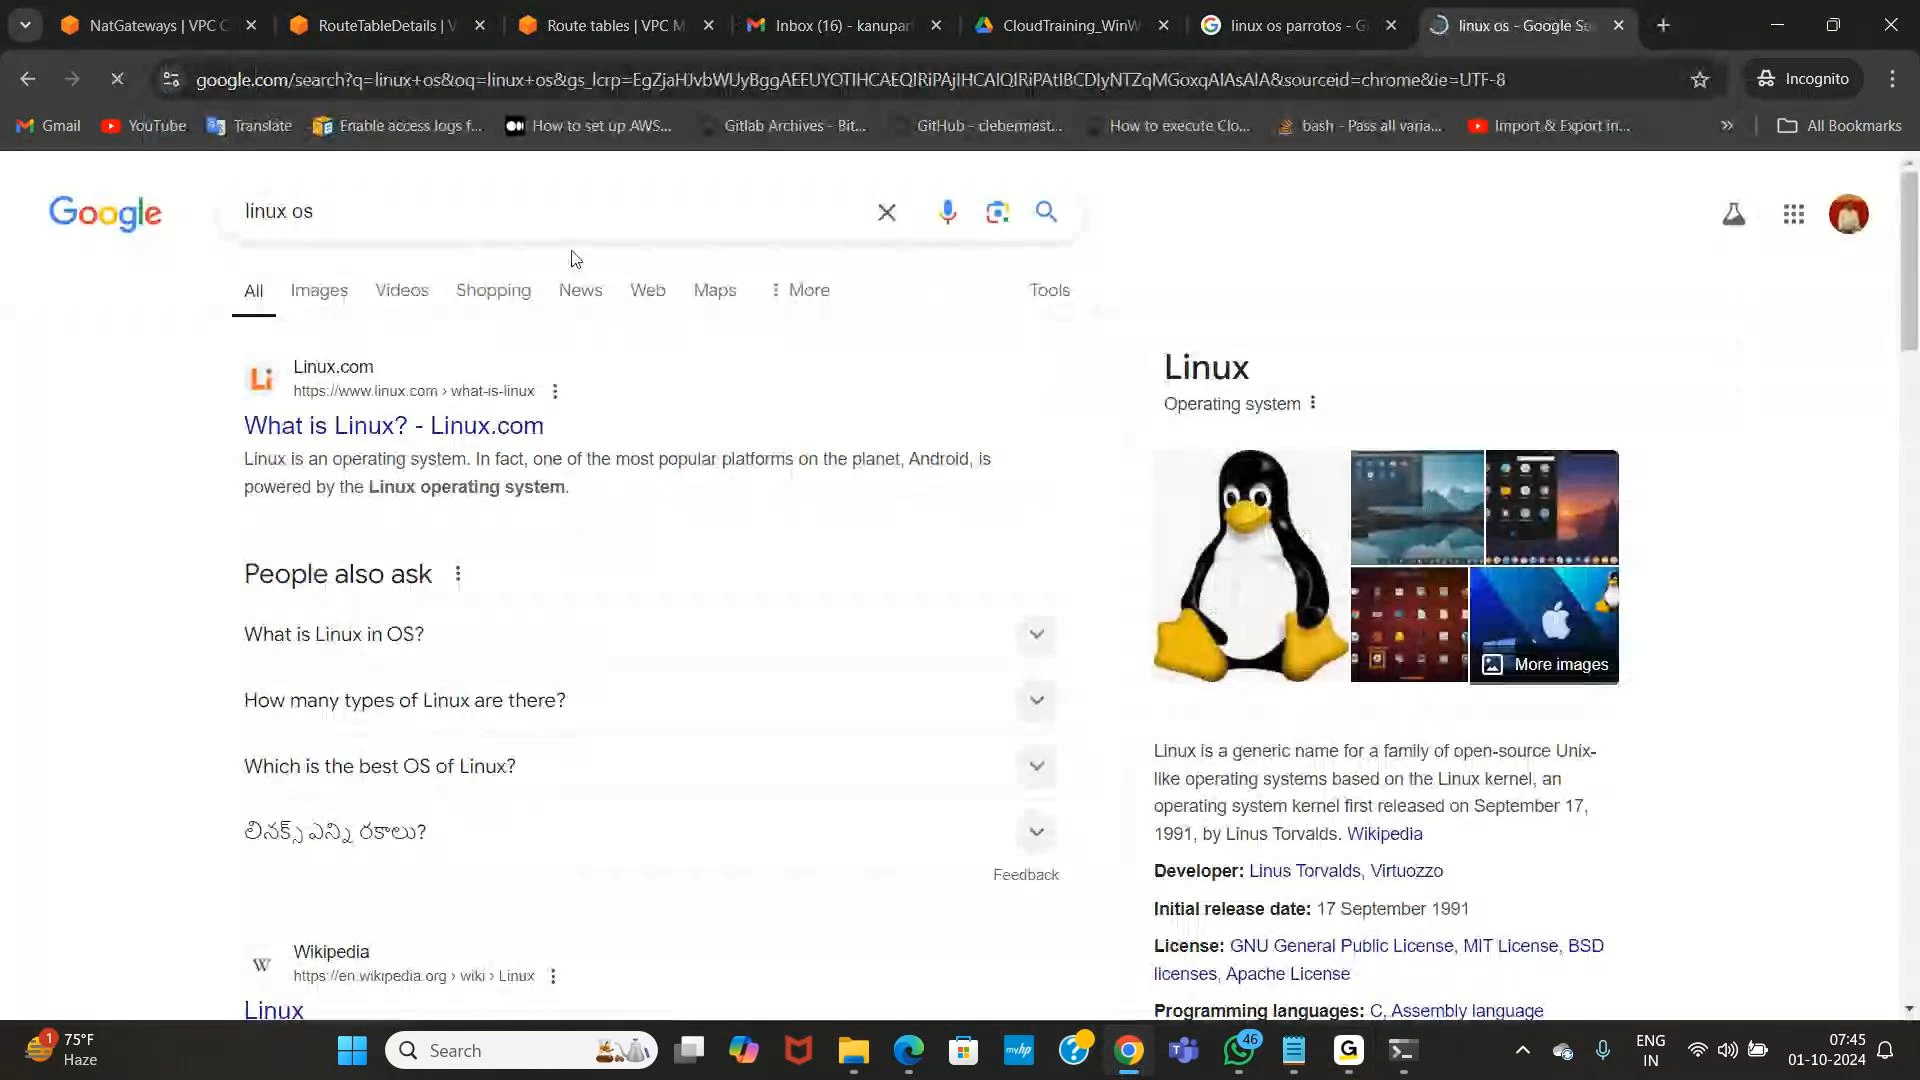 NatGateways | VPC C
RouteTableDetails | V
Route tables | VPC M
Inbox (16) - kanupar
CloudTraining_WinW
linux os parrotos - G
linux os - Google Se
google.com/search?q=linux+os&oq=linux+os&gs_lcrp=EgZjaHJvbWUyBggAEEUYOTIHCAEQIRiPAjIHCAIQIRiPAtIBCDIyNTZqMGoxqAIAsAIA&sourceid=chrome&ie=UTF-8
Incognito
Gmail
YouTube
Translate
Enable access logs f...
How to set up AWS...
Gitlab Archives - Bit...
GitHub - clebermast...
How to execute Clo...
bash - Pass all varia...
Import & Export in...
All Bookmarks
Google
linux os
All Images Videos Shopping News Web Maps More Tools
Li
Linux.com
https://www.linux.com › what-is-linux
What is Linux? - Linux.com
Linux is an operating system. In fact, one of the most popular platforms on the planet, Android, is
powered by the Linux operating system.
People also ask
What is Linux in OS?
How many types of Linux are there?
Which is the best OS of Linux?
లినక్స్ ఎన్ని రకాలు?
Feedback
W
Wikipedia
https://en.wikipedia.org › wiki › Linux
Linux
Linux
Operating system
More images
Linux is a generic name for a family of open-source Unix-
like operating systems based on the Linux kernel, an
operating system kernel first released on September 17,
1991, by Linus Torvalds. Wikipedia
Developer: Linus Torvalds, Virtuozzo
Initial release date: 17 September 1991
License: GNU General Public License, MIT License, BSD
licenses, Apache License
Programming languages: C, Assembly language
1
75°F
Haze
Search
myhp
46
G
ENG
IN
07:45
01-10-2024